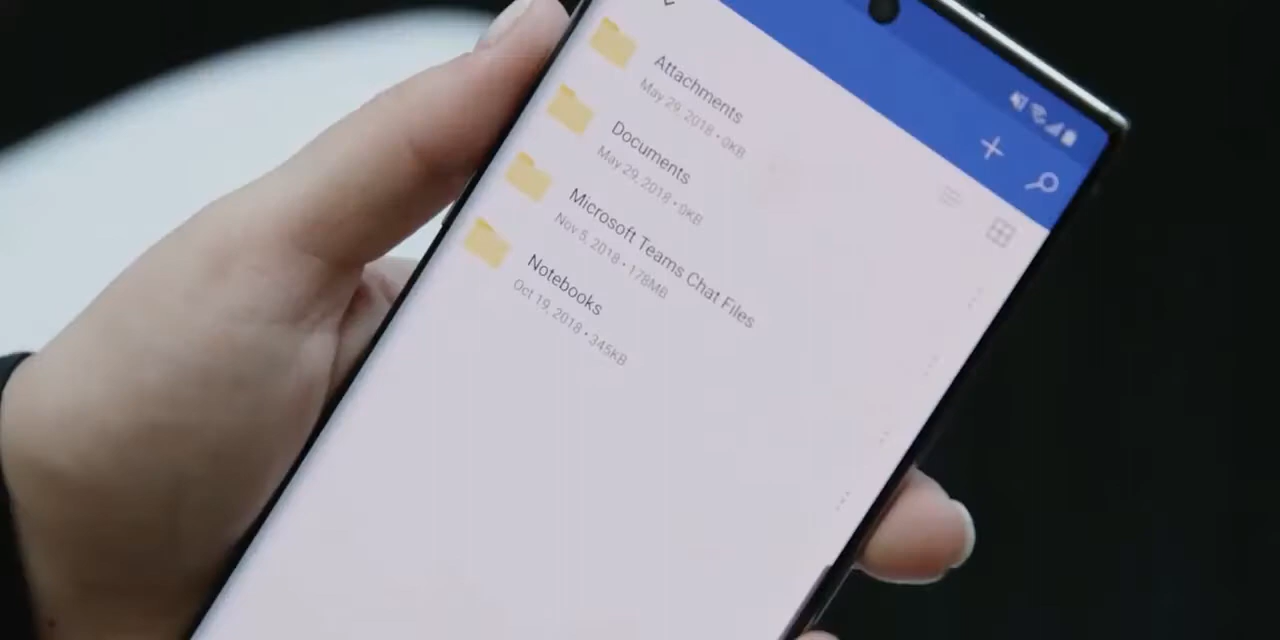 Attachments
May 29, 2018 • 0KB
Documents
May 29, 2018 • 0KB
Microsoft Teams Chat Files
Nov 5, 2018 • 178MB
Notebooks
Oct 19, 2018 • 345KB